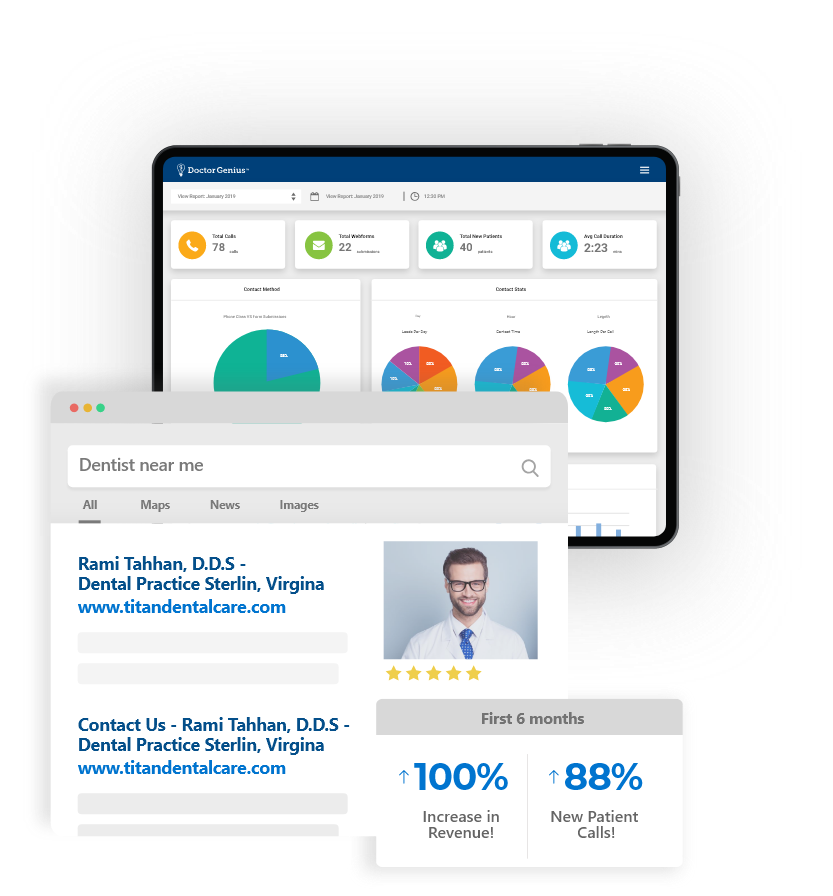 Doctor Genius™
View Report: January 2019
View Report: January 2019
12:30 PM
Total Calls
78 calls
Total Webforms
22 submissions
Total New Patients
40 patients
Avg Call Duration
2:23 mins
Contact Method
Contact Stats
Phone Client VS Form Submissions
Hour
Length
Leads Per Day
Contact Time
Length Per Call
Dentist near me
All
Maps
News
Images
Rami Tahhan, D.D.S -
Dental Practice Sterlin, Virgina
www.titandentalcare.com
Contact Us - Rami Tahhan, D.D.S -
Dental Practice Sterlin, Virgina
www.titandentalcare.com
First 6 months
↑100%
Increase in
Revenue!
↑88%
New Patient
Calls!